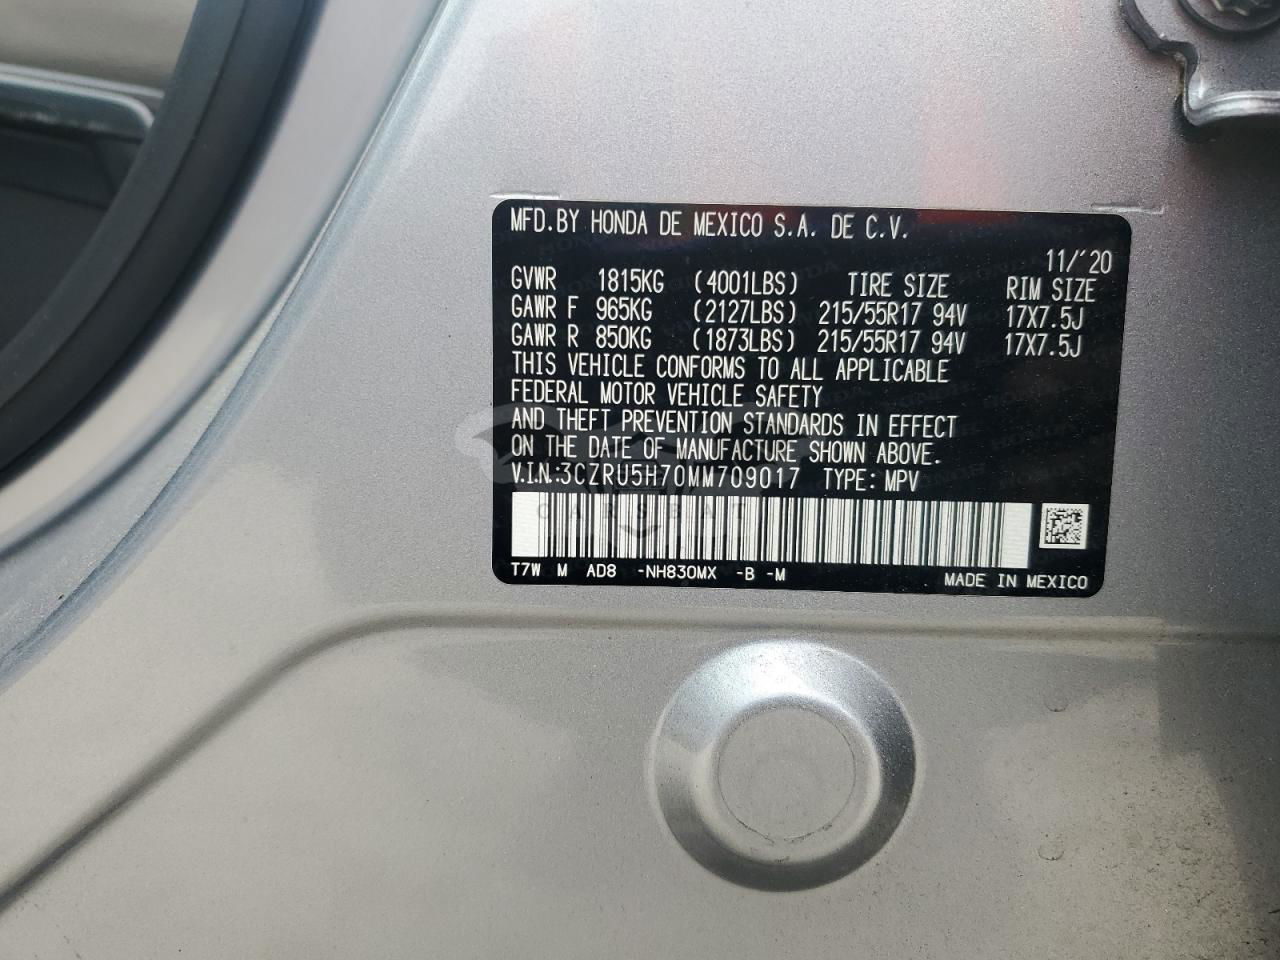 MFD.BY HONDA DE MEXICO S.A. DE C.V.
11/'20
GVWR 1815KG (4001LBS) TIRE SIZE RIM SIZE
GAWR F 965KG (2127LBS) 215/55R17 94V 17X7.5J
GAWR R 850KG (1873LBS) 215/55R17 94V 17X7.5J
THIS VEHICLE CONFORMS TO ALL APPLICABLE
FEDERAL MOTOR VEHICLE SAFETY
AND THEFT PREVENTION STANDARDS IN EFFECT
ON THE DATE OF MANUFACTURE SHOWN ABOVE.
V.I.N.:3CZRU5H70MM709017 TYPE: MPV
CARSBAT
T7W M AD8 -NH830MX -B -M
MADE IN MEXICO